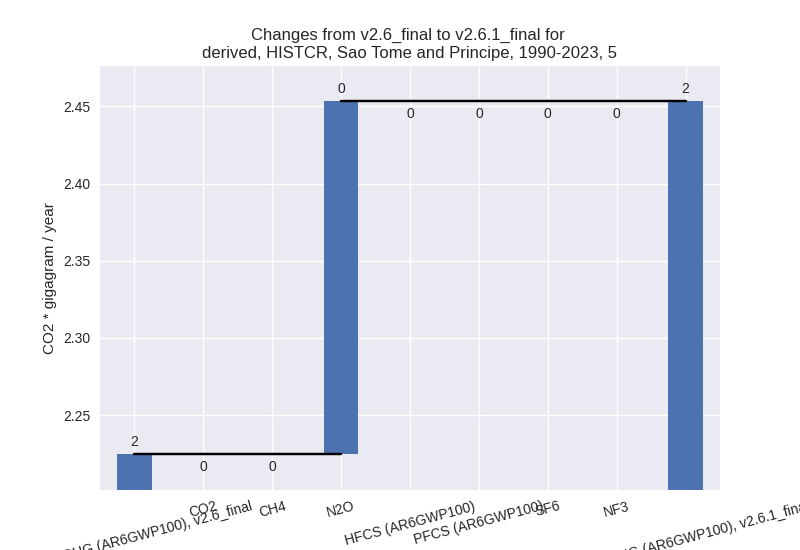 Changes from v2.6_final to v2.6.1_final for
derived, HISTCR, Sao Tome and Principe, 1990-2023, 5
CO2 * gigagram / year
2.45
2.40
2.35
2.30
2.25
2
0
0
0
0
0
0
0
2
(AR6GWP100), v2.6_final
CO2
CH4
N2O
HFCS (AR6GWP100)
PFCS (AR6GWP100)
SF6
NF3
(AR6GWP100), v2.6.1_fina